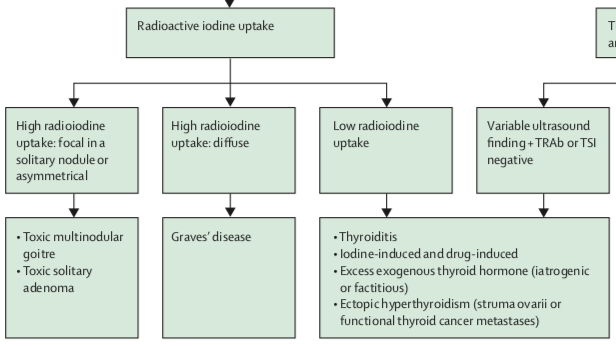 Radioactive iodine uptake
High radioiodine
uptake: focal in a
solitary nodule or
asymmetrical
High radioiodine
uptake: diffuse
Low radioiodine
uptake
Variable ultrasound
finding + TRAb or TSI
negative
• Toxic multinodular
goitre
• Toxic solitary
adenoma
Graves’ disease
• Thyroiditis
• Iodine-induced and drug-induced
• Excess exogenous thyroid hormone (iatrogenic
or factitious)
• Ectopic hyperthyroidism (struma ovarii or
functional thyroid cancer metastases)